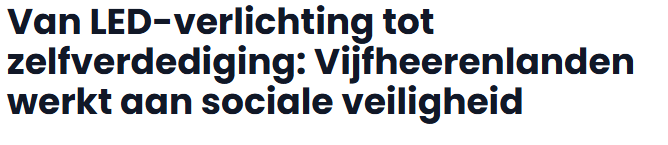 Van LED-verlichting tot
zelfverdediging: Vijfheerenlanden
werkt aan sociale veiligheid